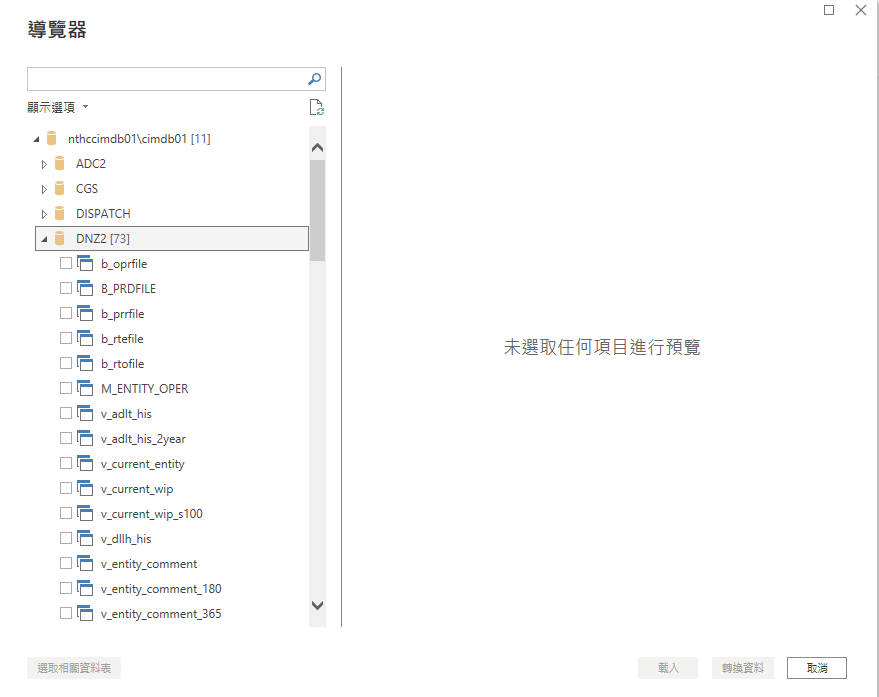 導覽器
顯示選項
nthccimdb01\cimdb01 [11]
ADC2
CGS
DISPATCH
DNZ2 [73]
b_oprfile
B_PRDFILE
b_prrfile
b_rtefile
b_rtofile
M_ENTITY_OPER
v_adlt_his
v_adlt_his_2year
v_current_entity
v_current_wip
v_current_wip_s100
v_dllh_his
v_entity_comment
v_entity_comment_180
v_entity_comment_365
未選取任何項目進行預覽
選取相關資料表
載入
轉換資料
取消